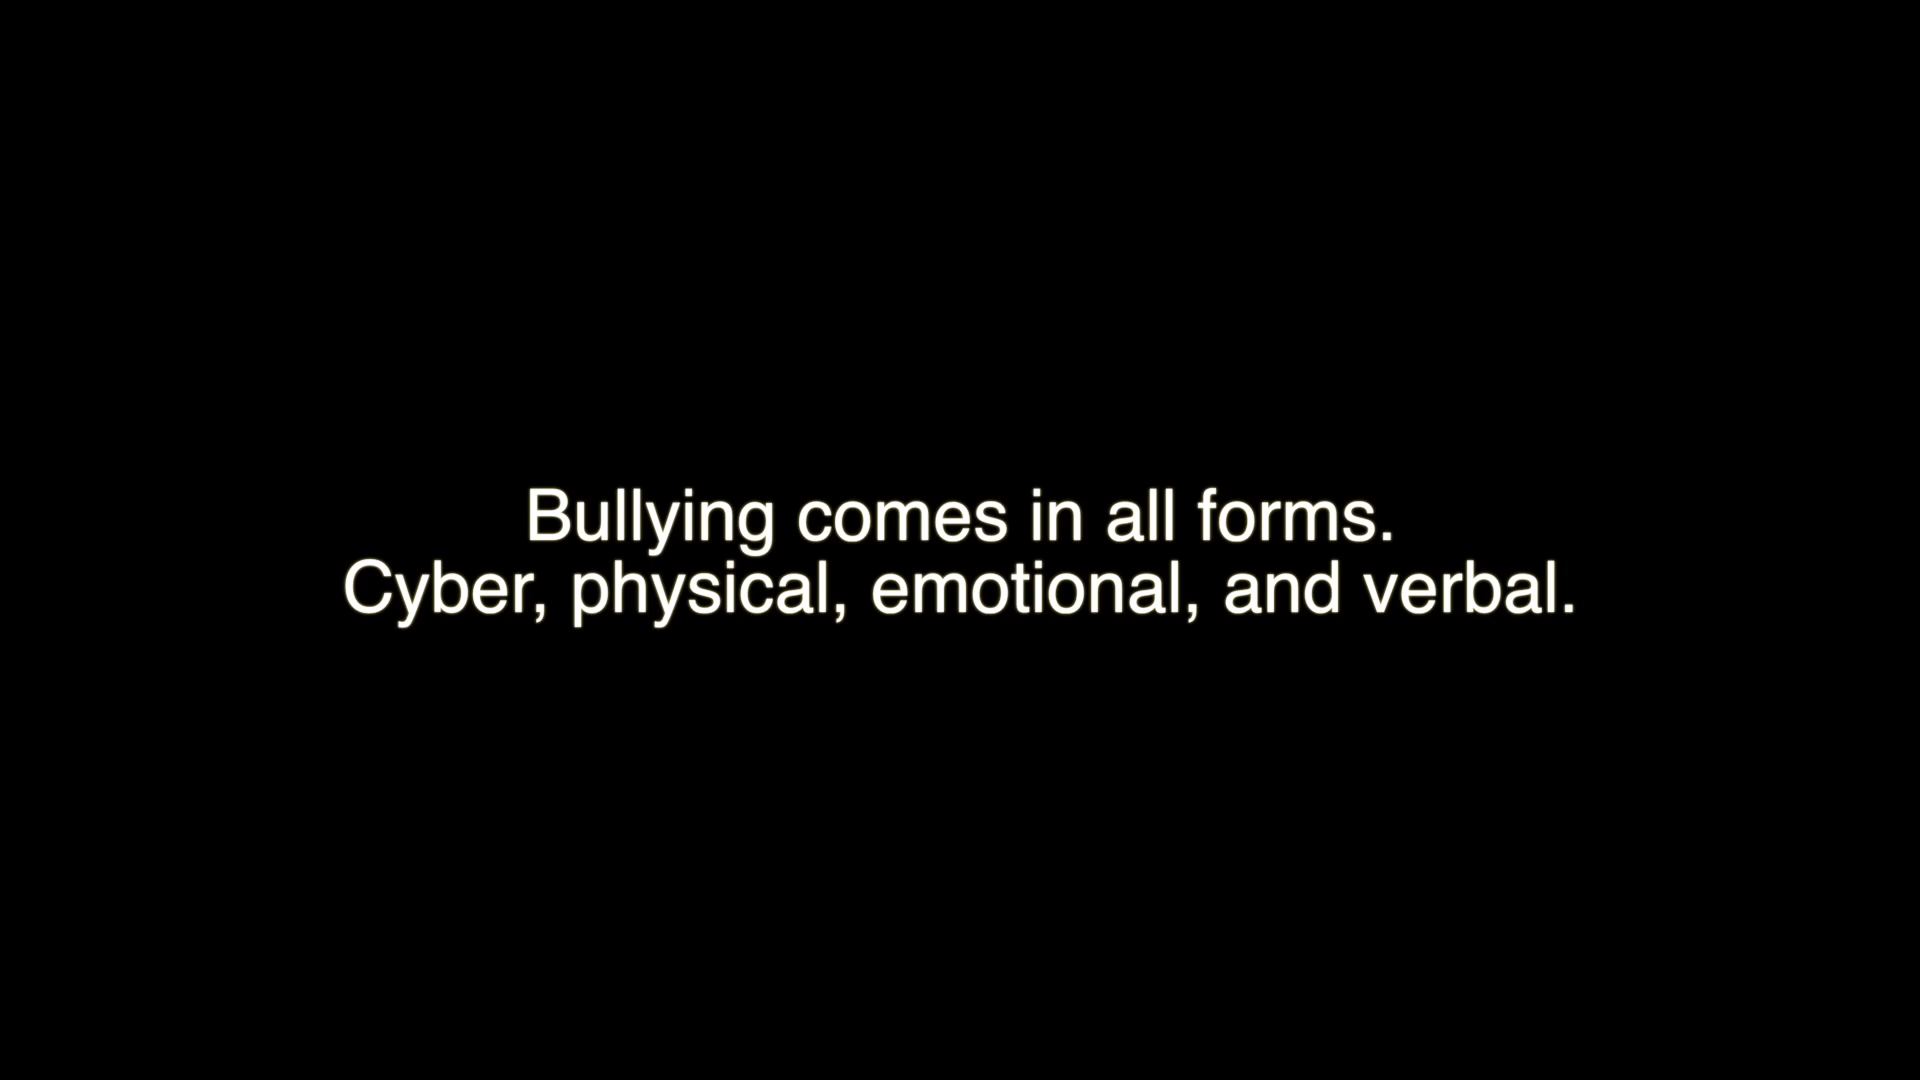 Bullying comes in all forms.
Cyber, physical, emotional, and verbal.